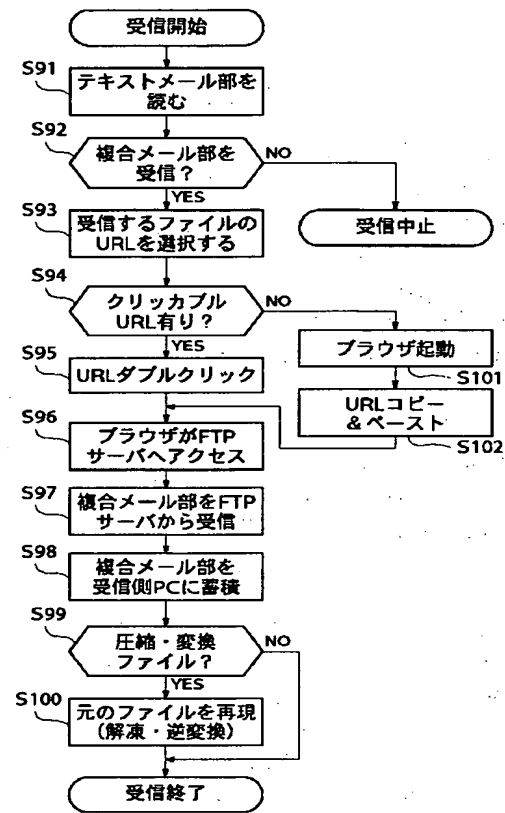 受信開始
S91
テキストメール部を
読む
S92
複合メール部を
受信？
NO
YES
受信中止
S93
受信するファイルの
URLを選択する
S94
クリッカブル
URL有り？
NO
YES
ブラウザ起動
S101
S95
URLダブルクリック
URLコピー
&ペースト
S102
S96
ブラウザがFTP
サーバへアクセス
S97
複合メール部をFTP
サーバから受信
S98
複合メール部を
受信側PCに蓄積
S99
圧縮・変換
ファイル？
NO
YES
S100
元のファイルを再現
(解凍・逆変換)
受信終了